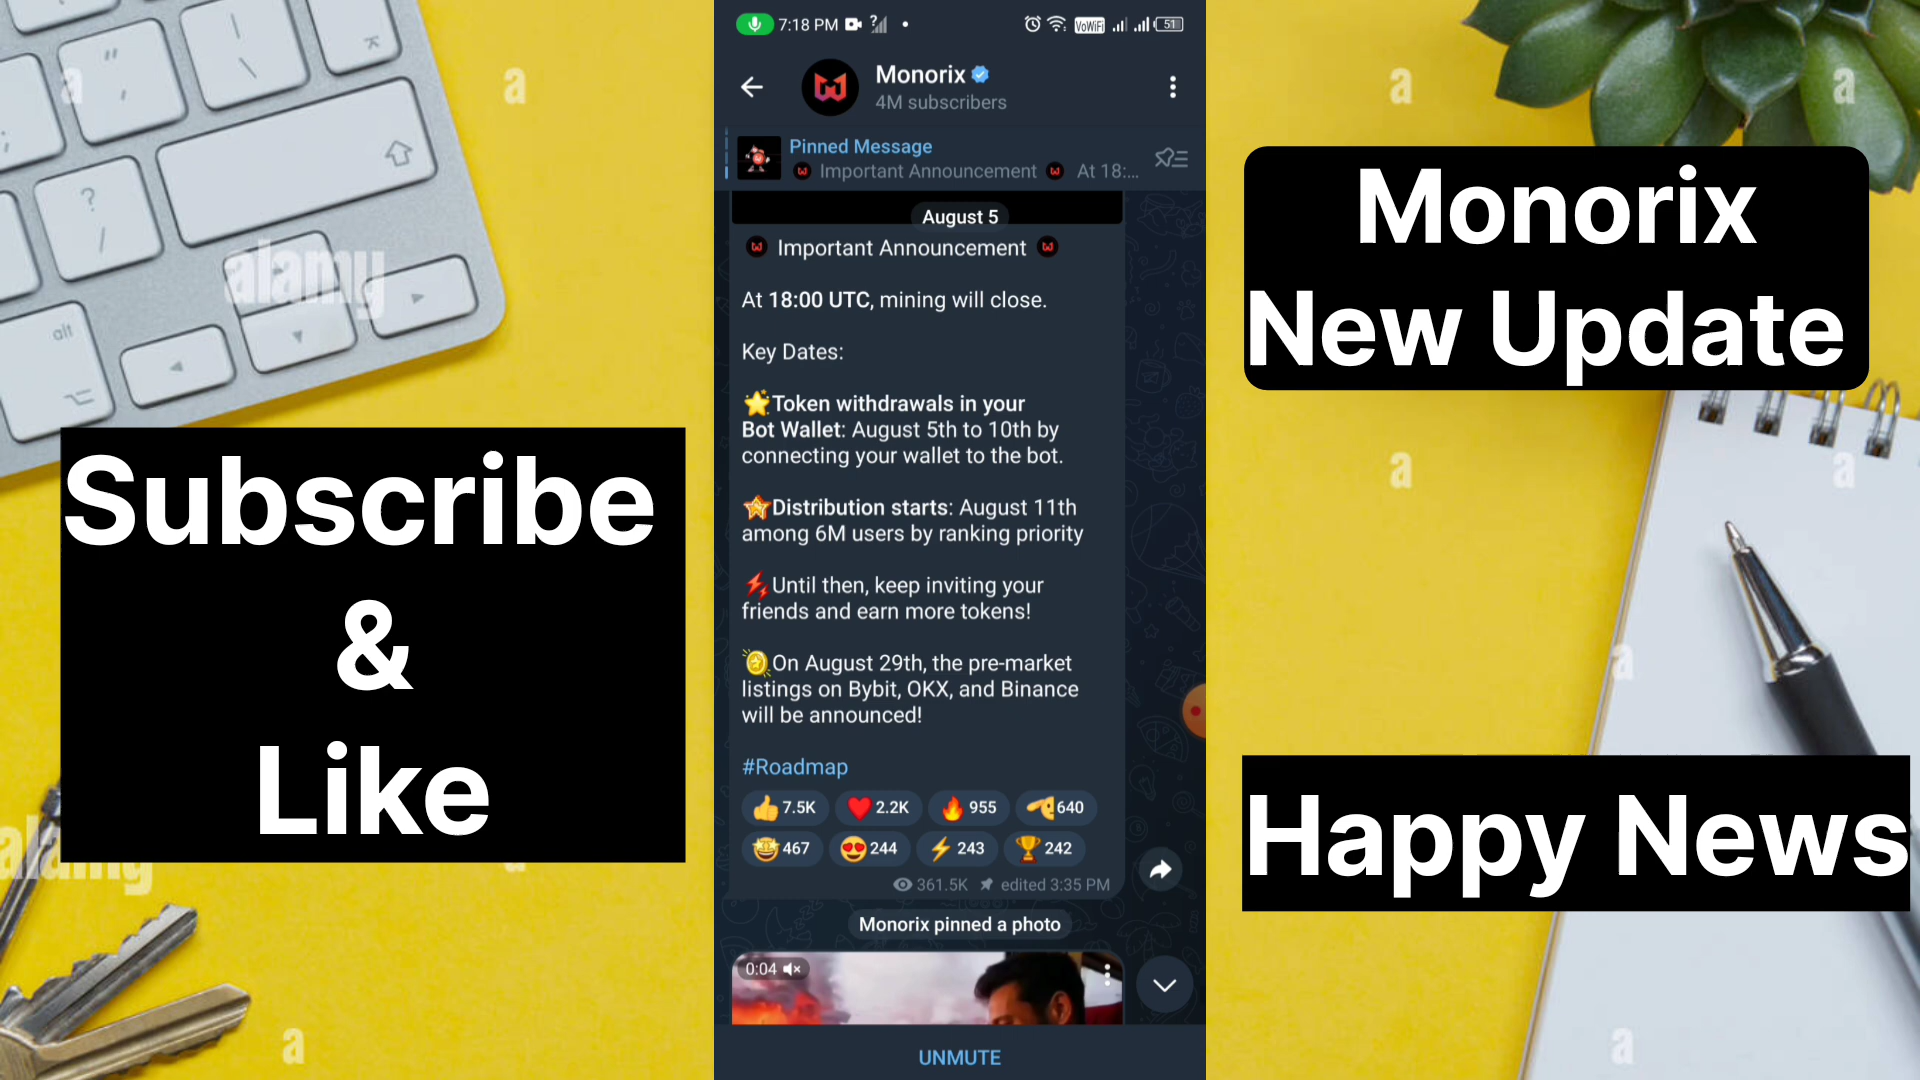 Subscribe
&
Like
7:18 PM
VoWiFi
51
Monorix
4M subscribers
Pinned Message
Important Announcement At 18:...
August 5
Important Announcement
At 18:00 UTC, mining will close.
Key Dates:
Token withdrawals in your
Bot Wallet: August 5th to 10th by
connecting your wallet to the bot.
Distribution starts: August 11th
among 6M users by ranking priority
Until then, keep inviting your
friends and earn more tokens!
On August 29th, the pre-market
listings on Bybit, OKX, and Binance
will be announced!
#Roadmap
7.5K 2.2K 955 640
467 244 243 242
361.5K edited 3:35 PM
Monorix pinned a photo
0:04
UNMUTE
Monorix
New Update
Happy News
alt
alamy
alamy
a
a
a
a
a
a
a
a
a